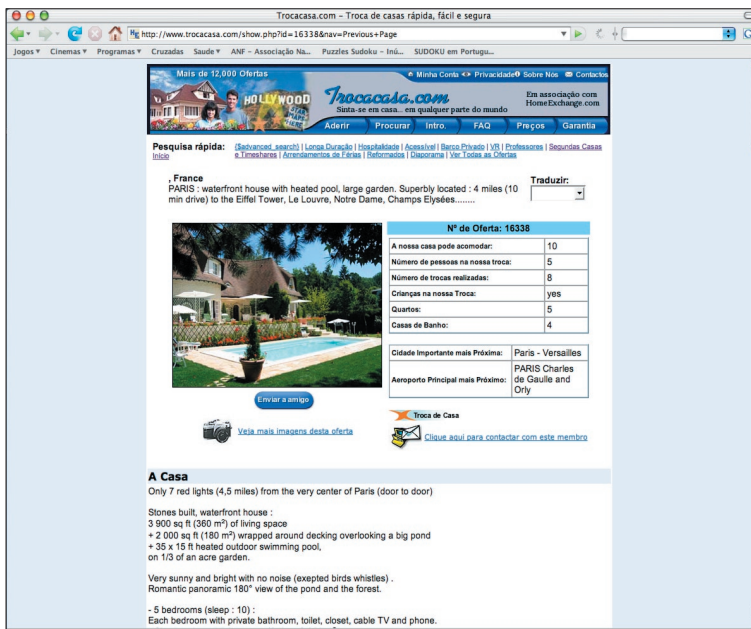 Trocacasa.com – Troca de casas rápida, fácil e segura
http://www.trocacasa.com/show.php?id=16338&nav=Previous+Page
Jogos Cinemas Programas Cruzadas Saude ANF – Associação Na... Puzzles Sudoku – Inú... SUDOKU em Portugu...
Mais de 12,000 Ofertas
Minha Conta Privacidade Sobre Nós Contactos
HOLLYWOOD
STAR MAPS HERE
Trocacasa.com
Sinta-se em casa... em qualquer parte do mundo
Em associação com
HomeExchange.com
Aderir Procurar Intro. FAQ Preços Garantia
Pesquisa rápida: {$advanced_search} | Longa Duração | Hospitalidade | Acessível | Barco Privado | VR | Professores | Segundas Casas
Início e Timeshares | Arrendamentos de Férias | Reformados | Diaporama | Ver Todas as Ofertas
, France
PARIS : waterfront house with heated pool, large garden. Superbly located : 4 miles (10
min drive) to the Eiffel Tower, Le Louvre, Notre Dame, Champs Elysées........
Traduzir:
Nº de Oferta: 16338
A nossa casa pode acomodar: 10
Número de pessoas na nossa troca: 5
Número de trocas realizadas: 8
Crianças na nossa Troca: yes
Quartos: 5
Casas de Banho: 4
Cidade Importante mais Próxima: Paris - Versailles
Aeroporto Principal mais Próximo: PARIS Charles
de Gaulle and
Orly
Enviar a amigo
Troca de Casa
Veja mais imagens desta oferta
Clique aqui para contactar com este membro
A Casa
Only 7 red lights (4,5 miles) from the very center of Paris (door to door)
Stones built, waterfront house :
3 900 sq ft (360 m²) of living space
+ 2 000 sq ft (180 m²) wrapped around decking overlooking a big pond
+ 35 x 15 ft heated outdoor swimming pool,
on 1/3 of an acre garden.
Very sunny and bright with no noise (exepted birds whistles) .
Romantic panoramic 180° view of the pond and the forest.
- 5 bedrooms (sleep : 10) :
Each bedroom with private bathroom, toilet, closet, cable TV and phone.